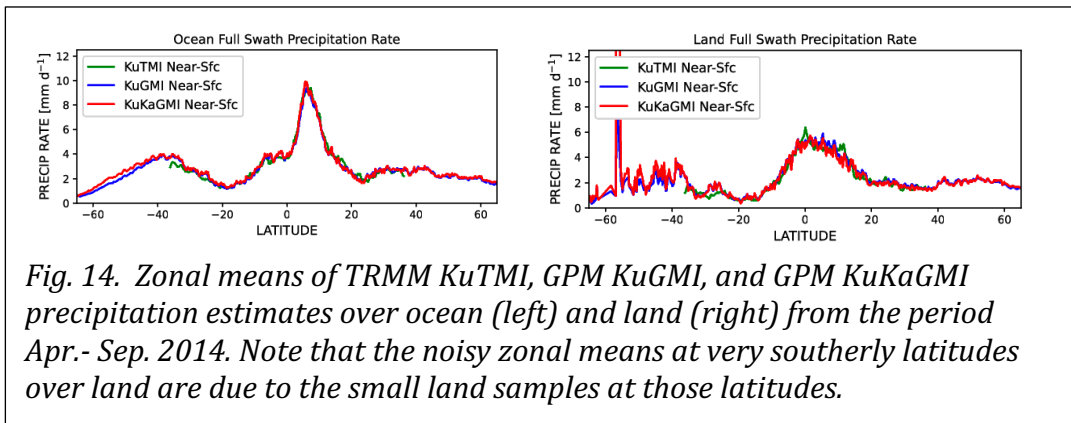 Ocean Full Swath Precipitation Rate
12
10
8
6
4
2
0
PRECIP RATE [mm d⁻¹]
KuTMI Near-Sfc
KuGMI Near-Sfc
KuKaGMI Near-Sfc
−60 −40 −20 0 20 40 60
LATITUDE
Land Full Swath Precipitation Rate
12
10
8
6
4
2
0
PRECIP RATE [mm d⁻¹]
KuTMI Near-Sfc
KuGMI Near-Sfc
KuKaGMI Near-Sfc
−60 −40 −20 0 20 40 60
LATITUDE
Fig. 14. Zonal means of TRMM KuTMI, GPM KuGMI, and GPM KuKaGMI
precipitation estimates over ocean (left) and land (right) from the period
Apr.- Sep. 2014. Note that the noisy zonal means at very southerly latitudes
over land are due to the small land samples at those latitudes.